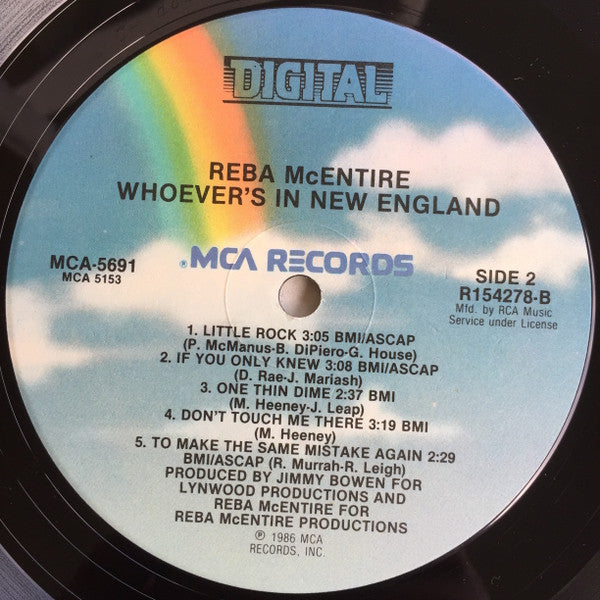 DIGITAL
REBA McENTIRE
WHOEVER'S IN NEW ENGLAND
MCA RECORDS
MCA-5691
MCA 5153
SIDE 2
R154278-B
Mfd. by RCA Music
Service under License
1. LITTLE ROCK 3:05 BMI/ASCAP
(P. McManus-B. DiPiero-G. House)
2. IF YOU ONLY KNEW 3:08 BMI/ASCAP
(D. Rae-J. Mariash)
3. ONE THIN DIME 2:37 BMI
(M. Heeney-J. Leap)
4. DON'T TOUCH ME THERE 3:19 BMI
(M. Heeney)
5. TO MAKE THE SAME MISTAKE AGAIN 2:29
BMI/ASCAP (R. Murrah-R. Leigh)
PRODUCED BY JIMMY BOWEN FOR
LYNWOOD PRODUCTIONS AND
REBA McENTIRE FOR
REBA McENTIRE PRODUCTIONS
℗ 1986 MCA
RECORDS, INC.